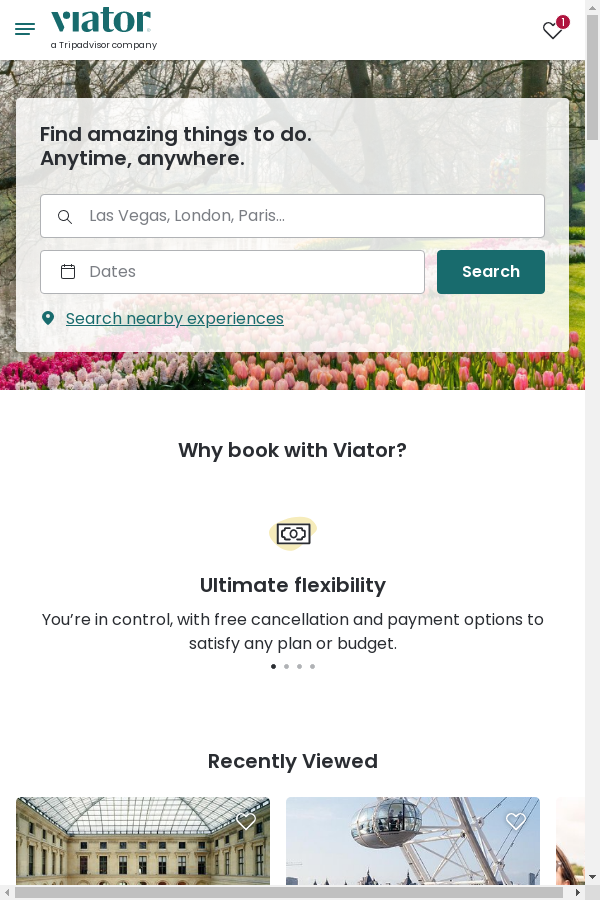 viator
a Tripadvisor company
1
Find amazing things to do.
Anytime, anywhere.
Las Vegas, London, Paris...
Dates
Search
Search nearby experiences
Why book with Viator?
Ultimate flexibility
You’re in control, with free cancellation and payment options to
satisfy any plan or budget.
Recently Viewed